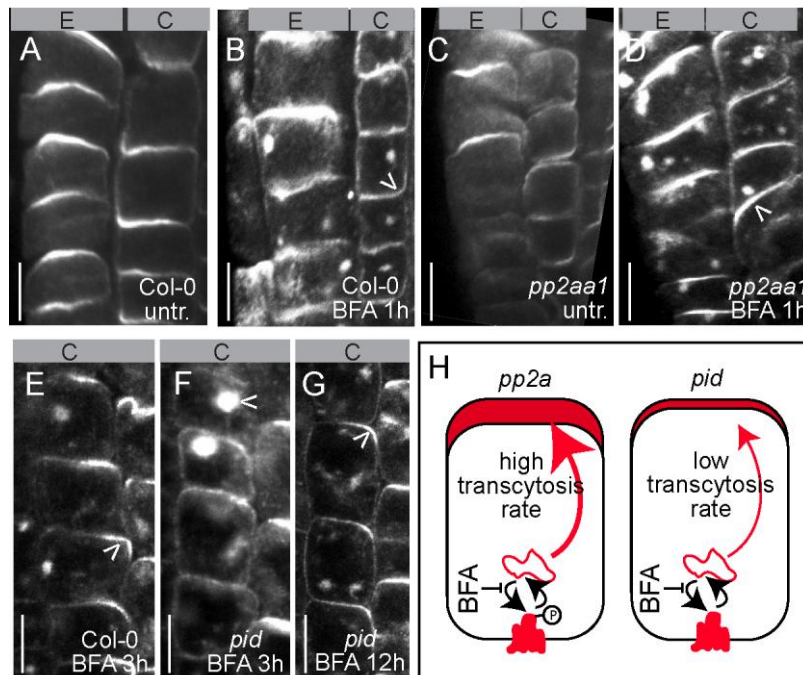 E C E C E C E C
A B C D
Col-0
untr.
Col-0
BFA 1h
pp2aa1
untr.
pp2aa1
BFA 1h
C C C
E F G
Col-0
BFA 3h
pid
BFA 3h
pid
BFA 12h
H
pp2a pid
high
transcytosis
rate
low
transcytosis
rate
BFA
P
BFA